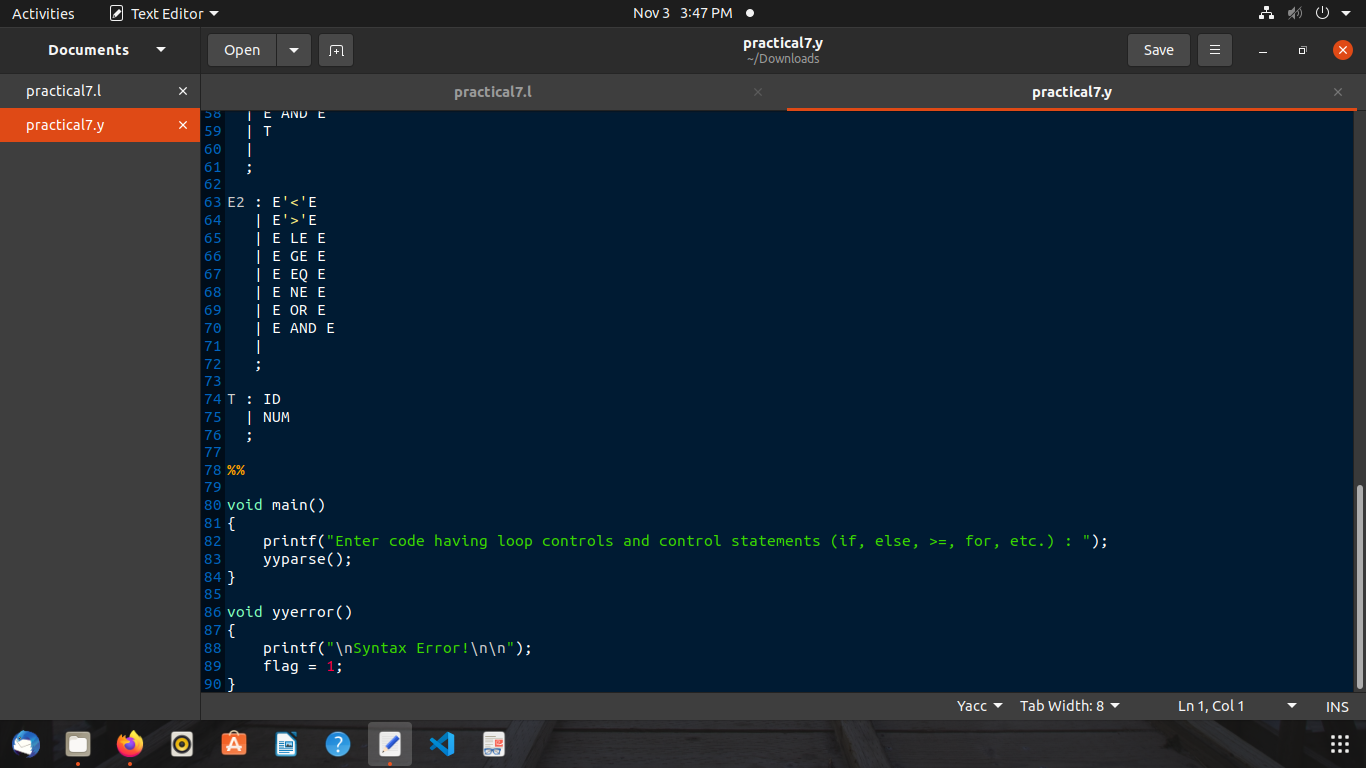 Activities Text Editor Nov 3 3:47 PM
Documents Open practical7.y Save
~/Downloads
practical7.l practical7.l practical7.y
practical7.y
58 | E AND E
59 | T
60 |
61 ;
62
63 E2 : E'<'E
64 | E'>'E
65 | E LE E
66 | E GE E
67 | E EQ E
68 | E NE E
69 | E OR E
70 | E AND E
71 |
72 ;
73
74 T : ID
75 | NUM
76 ;
77
78 %%
79
80 void main()
81 {
82 printf("Enter code having loop controls and control statements (if, else, >=, for, etc.) : ");
83 yyparse();
84 }
85
86 void yyerror()
87 {
88 printf("\nSyntax Error!\n\n");
89 flag = 1;
90 }
Yacc Tab Width: 8 Ln 1, Col 1 INS